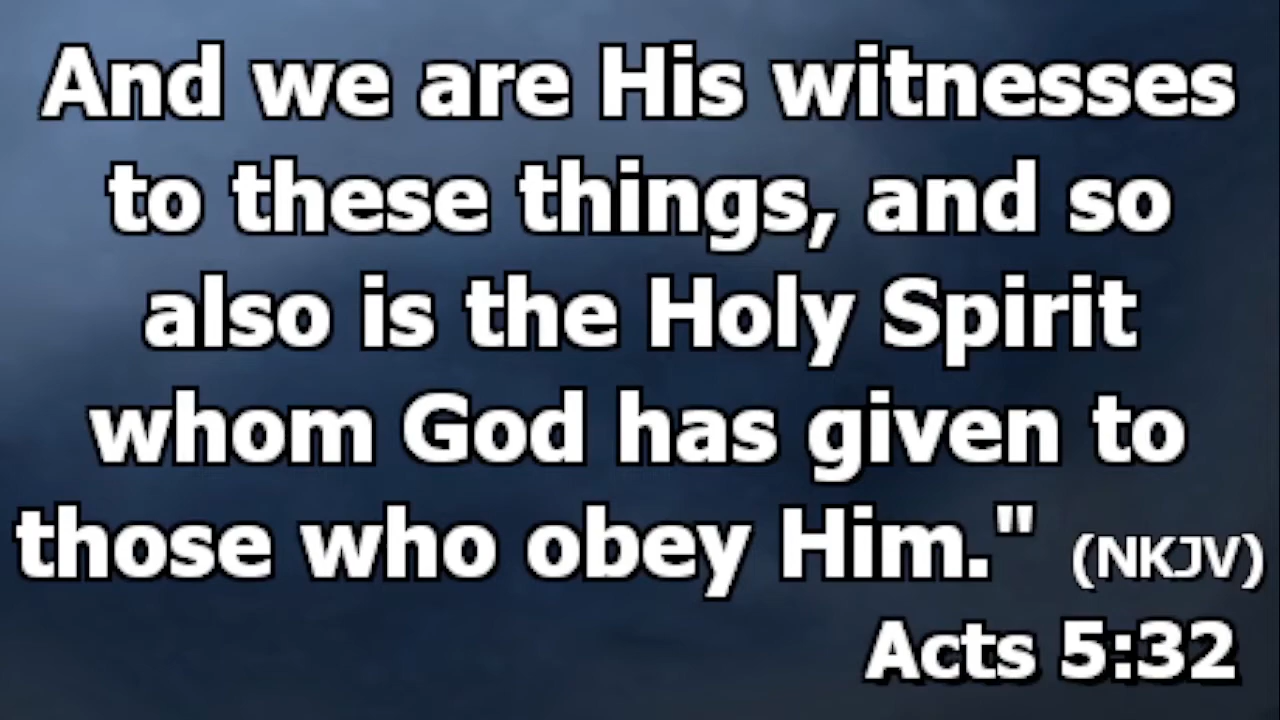 And we are His witnesses
to these things, and so
also is the Holy Spirit
whom God has given to
those who obey Him." (NKJV)
Acts 5:32